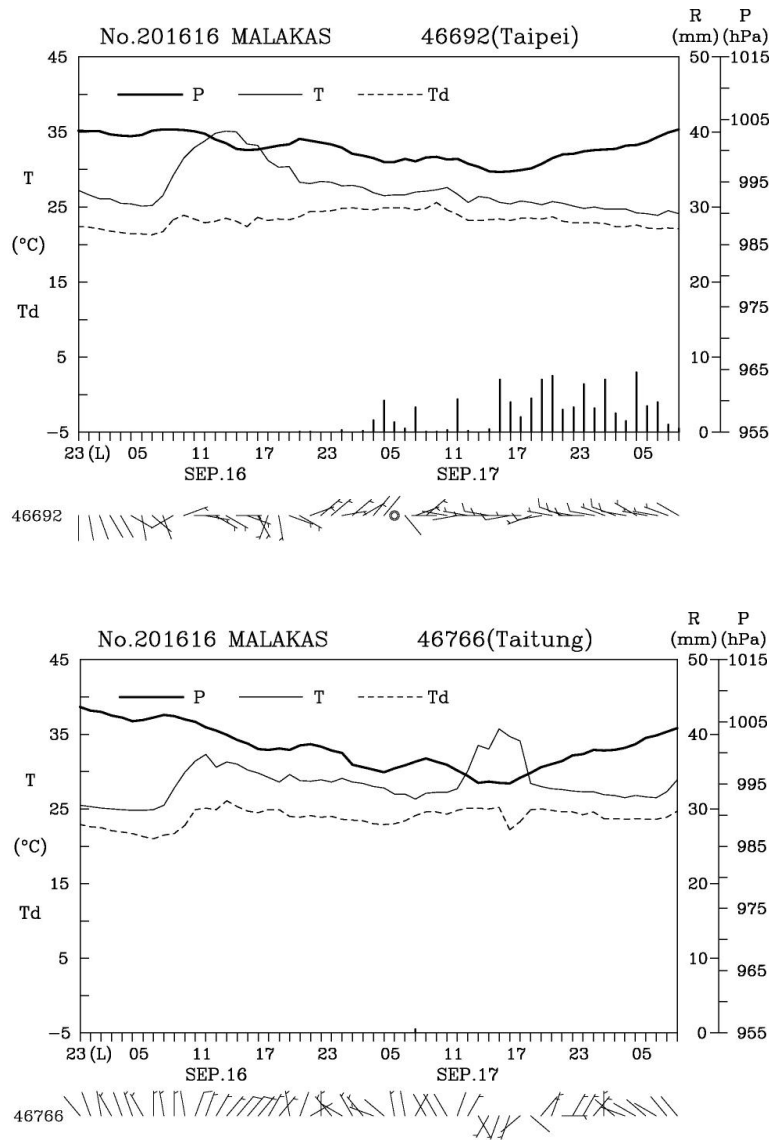 No.201616 MALAKAS 46692(Taipei) R P
(mm) (hPa)
45 50 1015
P T Td
35 40 1005
T 995
25 30
(°C) 985
15 20
Td 975
5 10 965
-5 0 955
23 (L) 05 11 17 23 05 11 17 23 05
SEP.16 SEP.17
46692
No.201616 MALAKAS 46766(Taitung) R P
(mm) (hPa)
45 50 1015
P T Td
35 40 1005
T 995
25 30
(°C) 985
15 20
Td 975
5 10 965
-5 0 955
23 (L) 05 11 17 23 05 11 17 23 05
SEP.16 SEP.17
46766